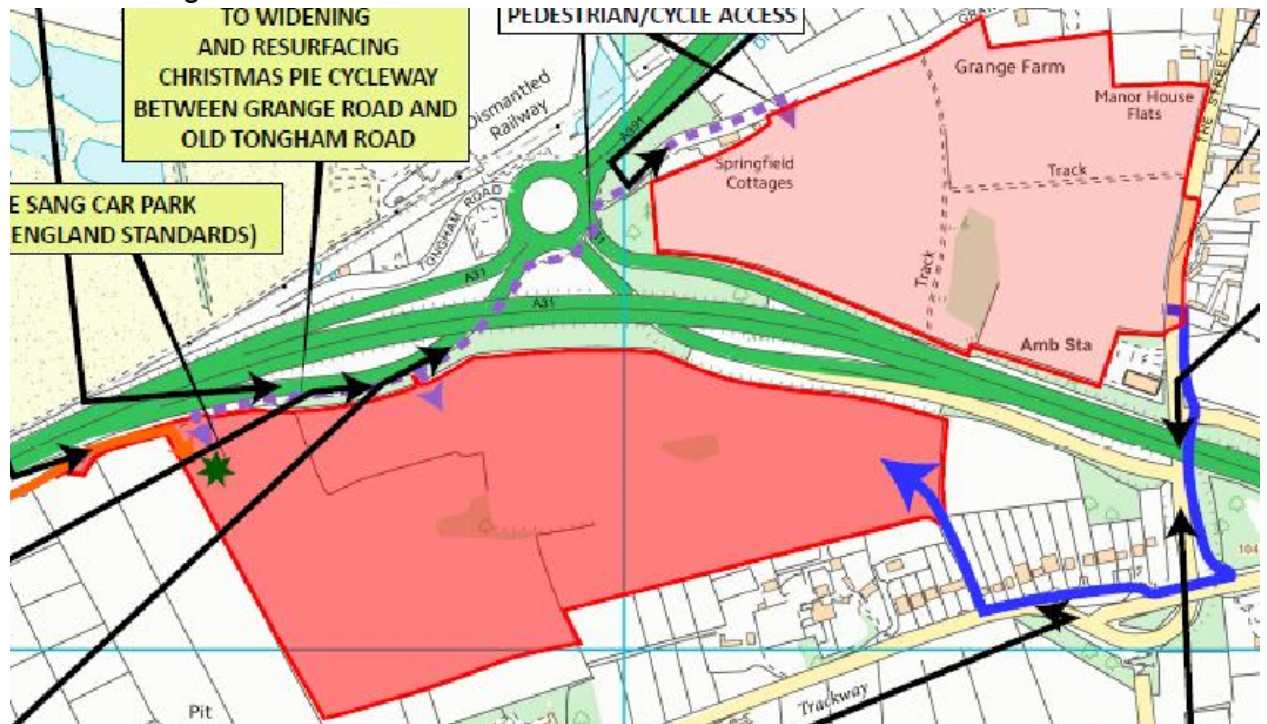 TO WIDENING
AND RESURFACING
CHRISTMAS PIE CYCLEWAY
BETWEEN GRANGE ROAD AND
OLD TONGHAM ROAD
PEDESTRIAN/CYCLE ACCESS
Dismantled
Railway
A331
Grange Farm
Manor House
Flats
THE STREET
Springfield
Cottages
Track
Track
TONGHAM ROAD
E SANG CAR PARK
ENGLAND STANDARDS)
A31
A31
Amb Sta
104
Trackway
Pit